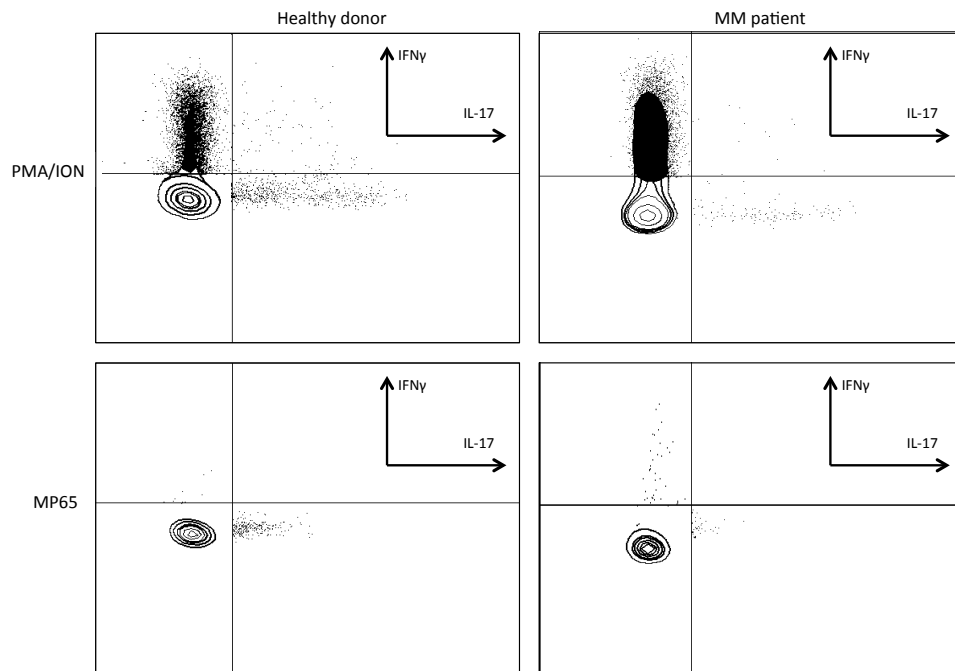 Healthy donor
MM patient
IFNγ
IL-17
IFNγ
IL-17
PMA/ION
IFNγ
IL-17
IFNγ
IL-17
MP65